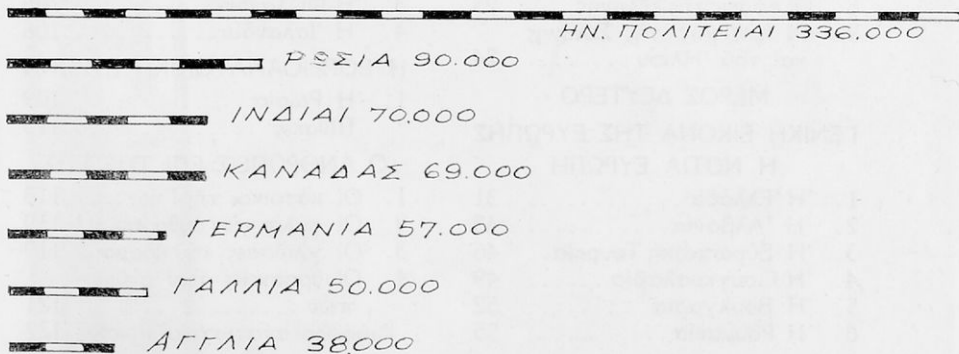 ΗΝ. ΠΟΛΙΤΕΙΑΙ 336.000
ΡΩΣΙΑ 90.000
ΙΝΔΙΑΙ 70,000
ΚΑΝΑΔΑΣ 69.000
ΓΕΡΜΑΝΙΑ 57.000
ΓΑΛΛΙΑ 50.000
ΑΓΓΛΙΑ 38,000